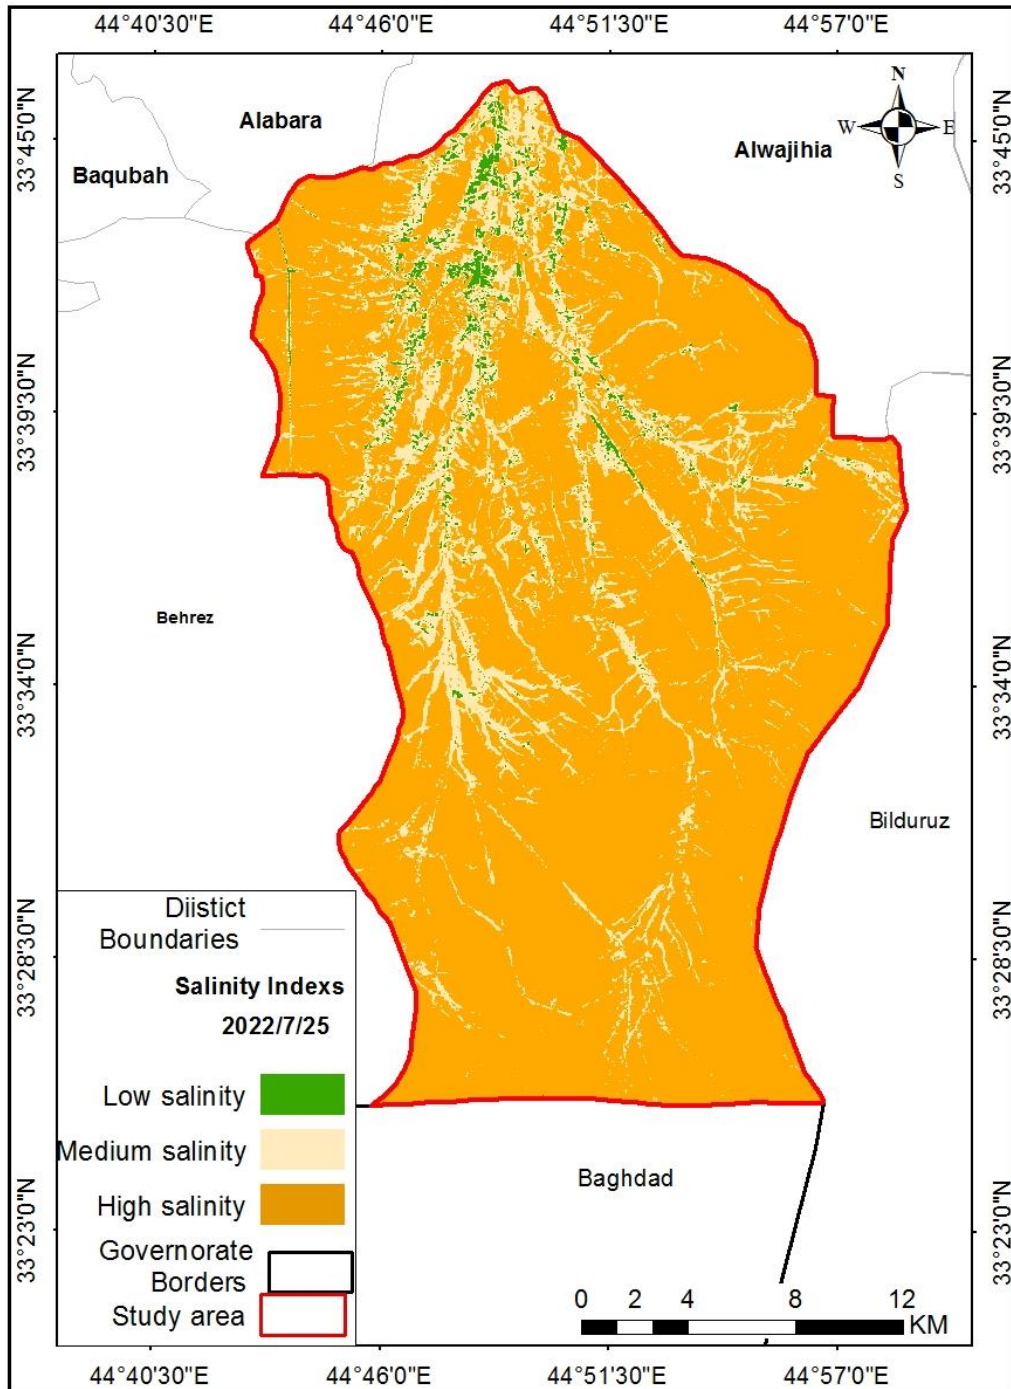 44°40'30"E
44°46'0"E
44°51'30"E
44°57'0"E
33°45'0"N
33°45'0"N
N
W
E
S
Alabara
Alwajihia
Baqubah
33°39'30"N
33°39'30"N
Behrez
33°34'0"N
33°34'0"N
Bilduruz
Diistict
Boundaries
33°28'30"N
33°28'30"N
Salinity Indexs
2022/7/25
Low salinity
Medium salinity
High salinity
Governorate
Borders
Study area
Baghdad
33°23'0"N
33°23'0"N
0 2 4 8 12
KM
44°40'30"E
44°46'0"E
44°51'30"E
44°57'0"E